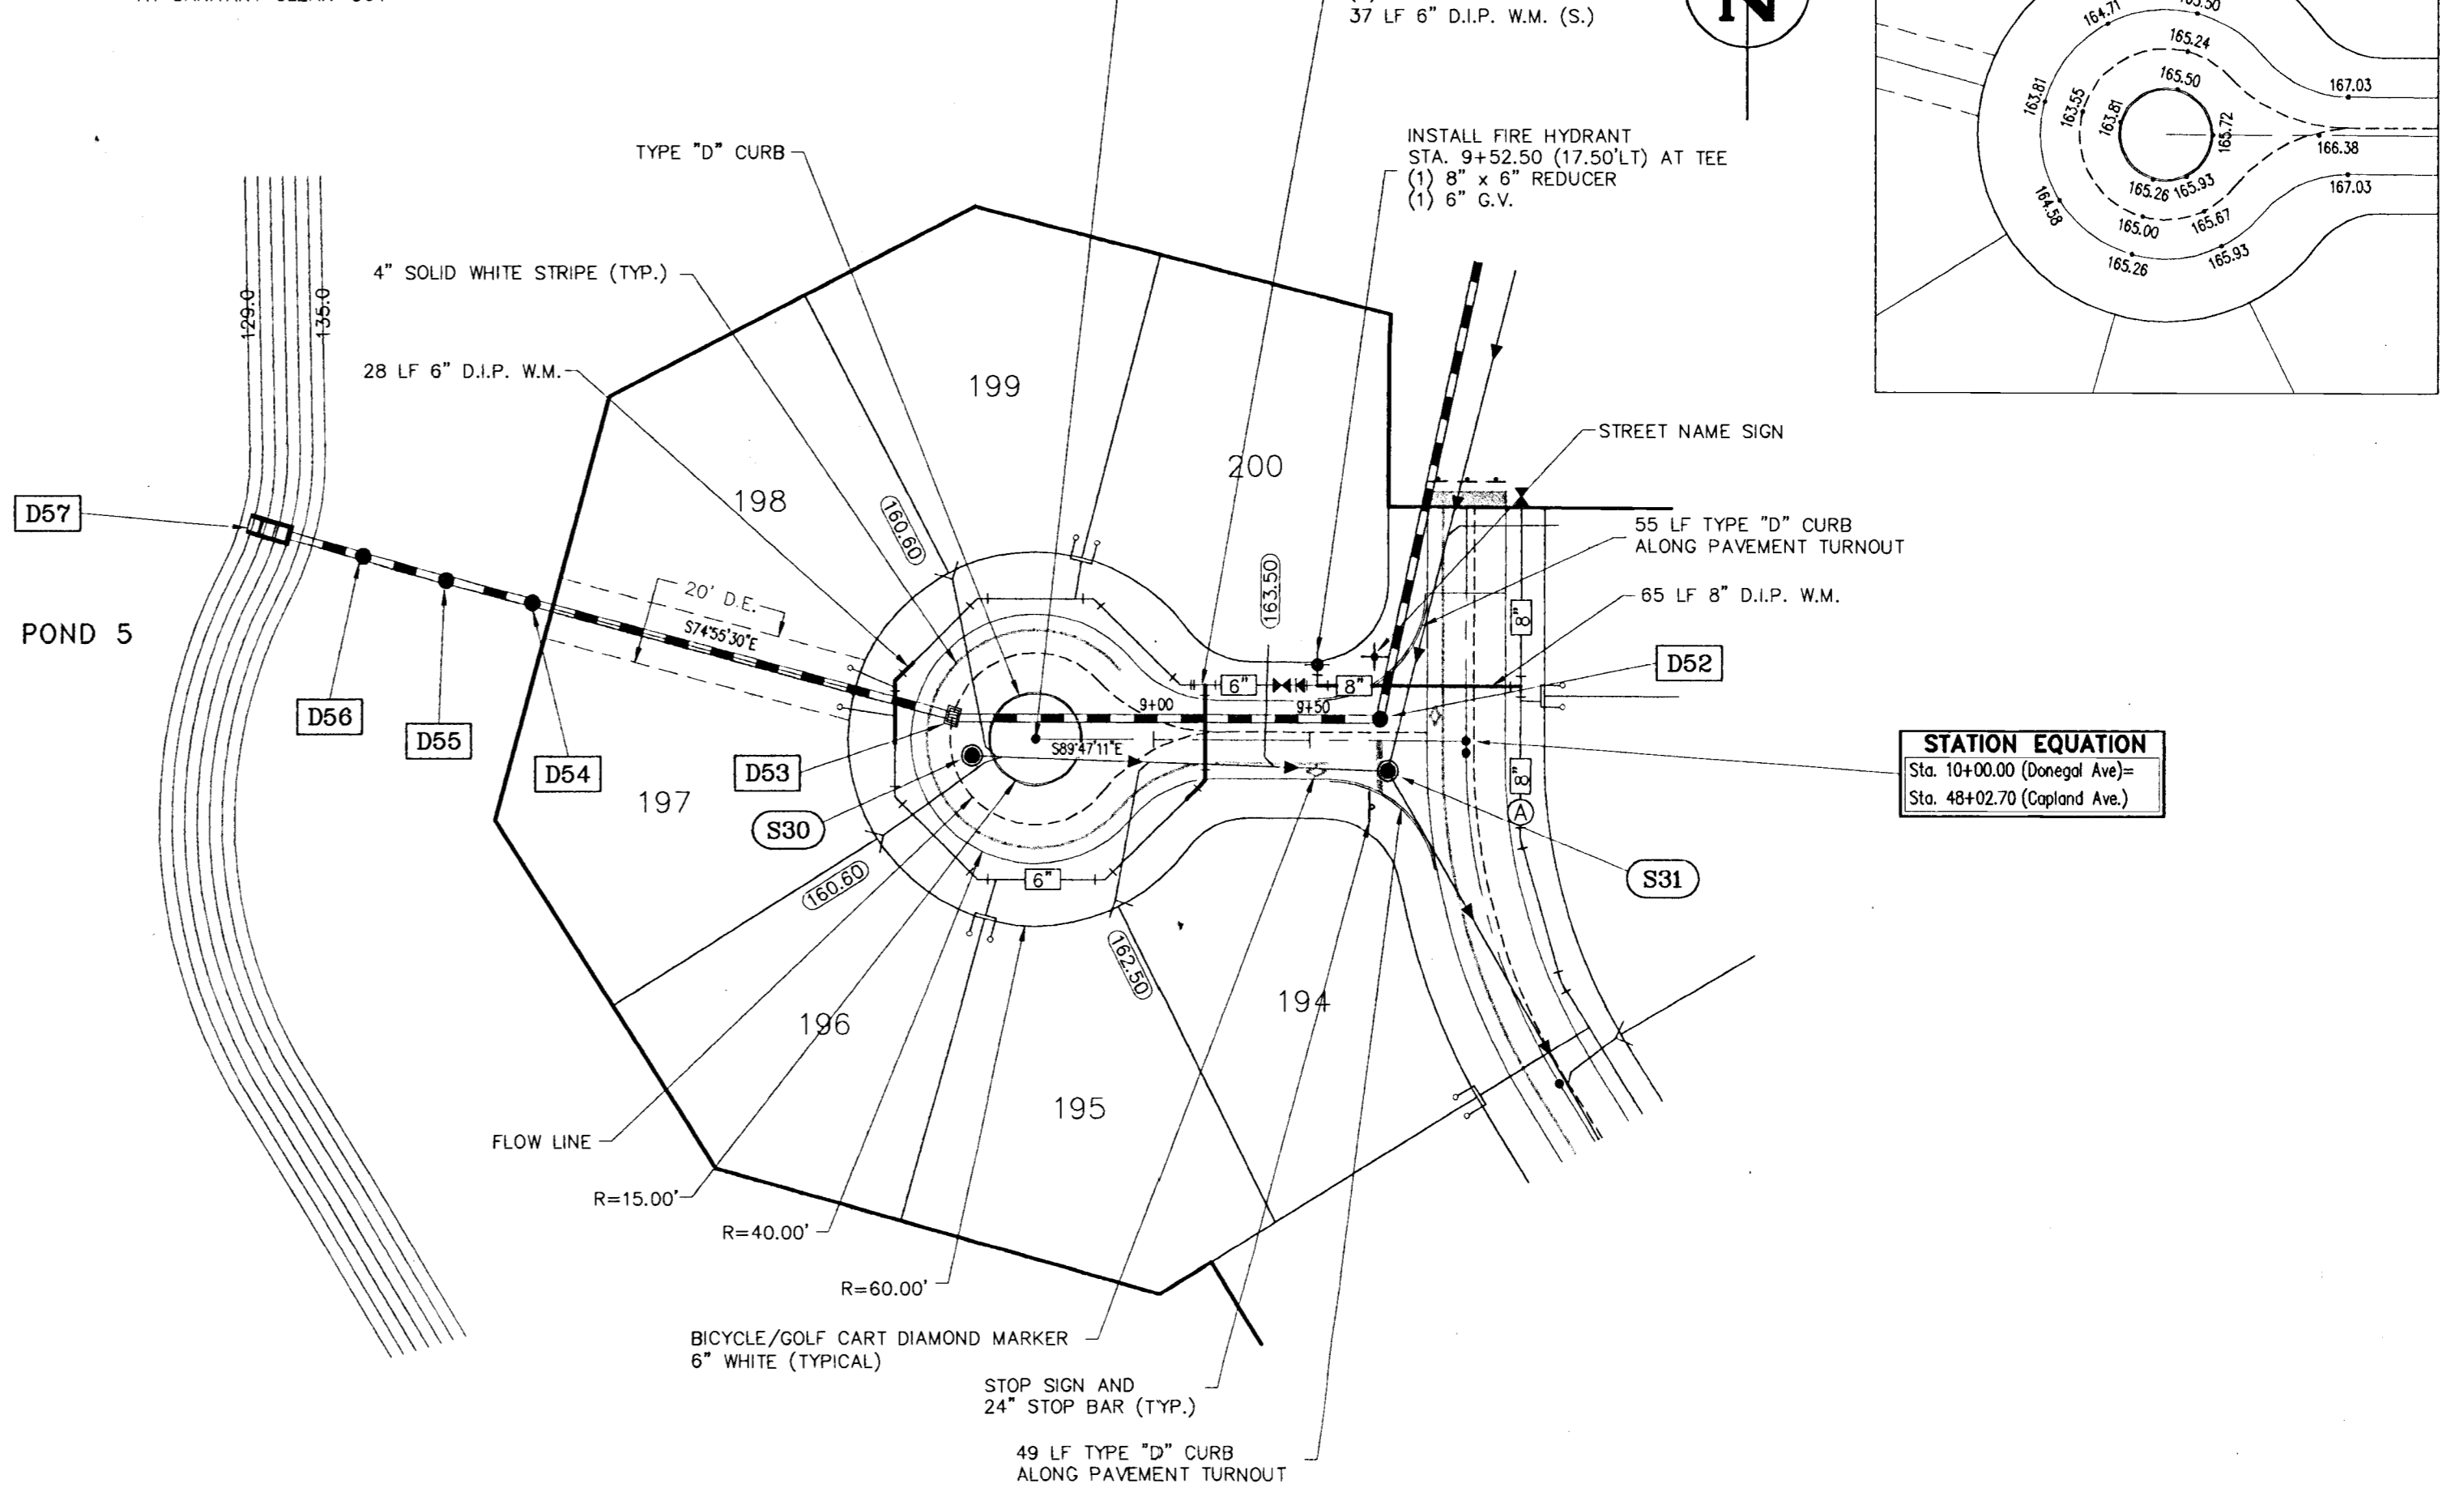 37 LF 6" D.I.P. W.M. (S.)
N
164.71
165.24
165.50
167.03
163.81
163.55
163.81
165.72
166.38
167.03
165.26
165.93
164.58
165.00
165.67
165.26
165.93
TYPE "D" CURB
INSTALL FIRE HYDRANT
STA. 9+52.50 (17.50'LT) AT TEE
(1) 8" x 6" REDUCER
(1) 6" G.V.
4" SOLID WHITE STRIPE (TYP.)
129.0
135.0
28 LF 6" D.I.P. W.M.
199
200
198
160.60
STREET NAME SIGN
D57
55 LF TYPE "D" CURB
ALONG PAVEMENT TURNOUT
163.50
20' D.E.
S74°55'30"E
65 LF 8" D.I.P. W.M.
8"
POND 5
D52
6"
8"
9+00
9+50
D56
D55
D54
D53
S89°47'11"E
197
S30
8"
A
STATION EQUATION
Sta. 10+00.00 (Donegal Ave)=
Sta. 48+02.70 (Capland Ave.)
S31
160.60
6"
162.50
194
196
195
FLOW LINE
R=15.00'
R=40.00'
R=60.00'
BICYCLE/GOLF CART DIAMOND MARKER
6" WHITE (TYPICAL)
STOP SIGN AND
24" STOP BAR (TYP.)
49 LF TYPE "D" CURB
ALONG PAVEMENT TURNOUT